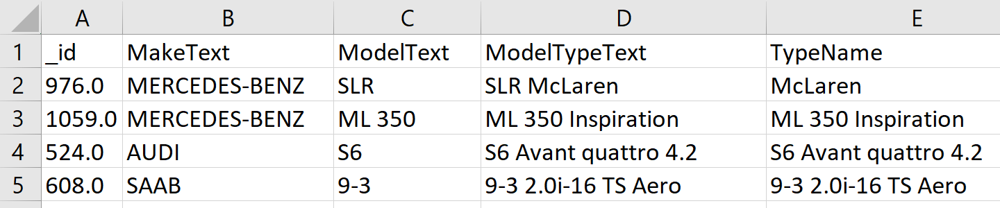 A B C D E
1 _id MakeText ModelText ModelTypeText TypeName
2 976.0 MERCEDES-BENZ SLR SLR McLaren McLaren
3 1059.0 MERCEDES-BENZ ML 350 ML 350 Inspiration ML 350 Inspiration
4 524.0 AUDI S6 S6 Avant quattro 4.2 S6 Avant quattro 4.2
5 608.0 SAAB 9-3 9-3 2.0i-16 TS Aero 9-3 2.0i-16 TS Aero